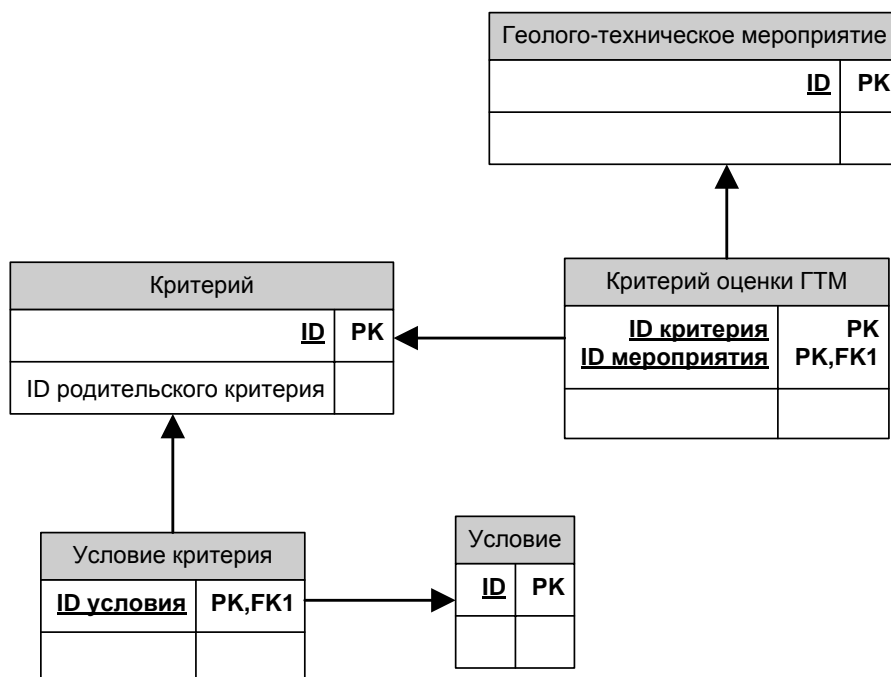 Геолого-техническое мероприятие
ID PK
Критерий
ID PK
ID родительского критерия
Критерий оценки ГТМ
ID критерия PK
ID мероприятия PK,FK1
Условие критерия
ID условия PK,FK1
Условие
ID PK